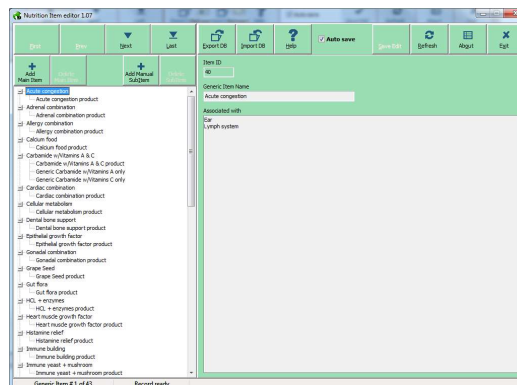 Nutrition Item editor 1.07
First
Prev
Next
Last
Export DB
Import DB
Help
Auto save
Save Edit
Refresh
About
Exit
Add
Main Item
Delete
Add Manual
SubItem
Delete
Acute congestion
Acute congestion product
Adrenal combination
Adrenal combination product
Allergy combination
Allergy combination product
Calcium food
Calcium food product
Carbamide w/Vitamins A & C
Carbamide w/Vitamins A & C product
Generic Carbamide w/Vitamins A only
Generic Carbamide w/Vitamins C only
Cardiac combination
Cardiac combination product
Cellular metabolism
Cellular metabolism product
Dental bone support
Dental bone support product
Epithelial growth factor
Epithelial growth factor product
Gonadal combination
Gonadal combination product
Grape Seed
Grape Seed product
Gut flora
Gut flora product
HCL + enzymes
HCL + enzymes product
Heart muscle growth factor
Heart muscle growth factor product
Histamine relief
Histamine relief product
Immune building
Immune building product
Immune yeast + mushroom
Immune yeast + mushroom product
Item ID
40
Generic Item Name
Acute congestion
Associated with
Ear
Lymph system
Generic Item # 1 of 43
Record ready